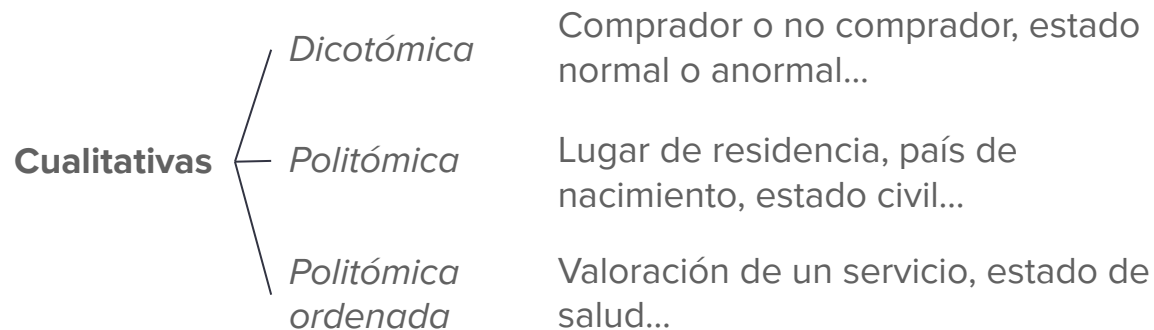 Cualitativas
Dicotómica
Comprador o no comprador, estado
normal o anormal...
Politómica
Lugar de residencia, país de
nacimiento, estado civil...
Politómica
ordenada
Valoración de un servicio, estado de
salud...